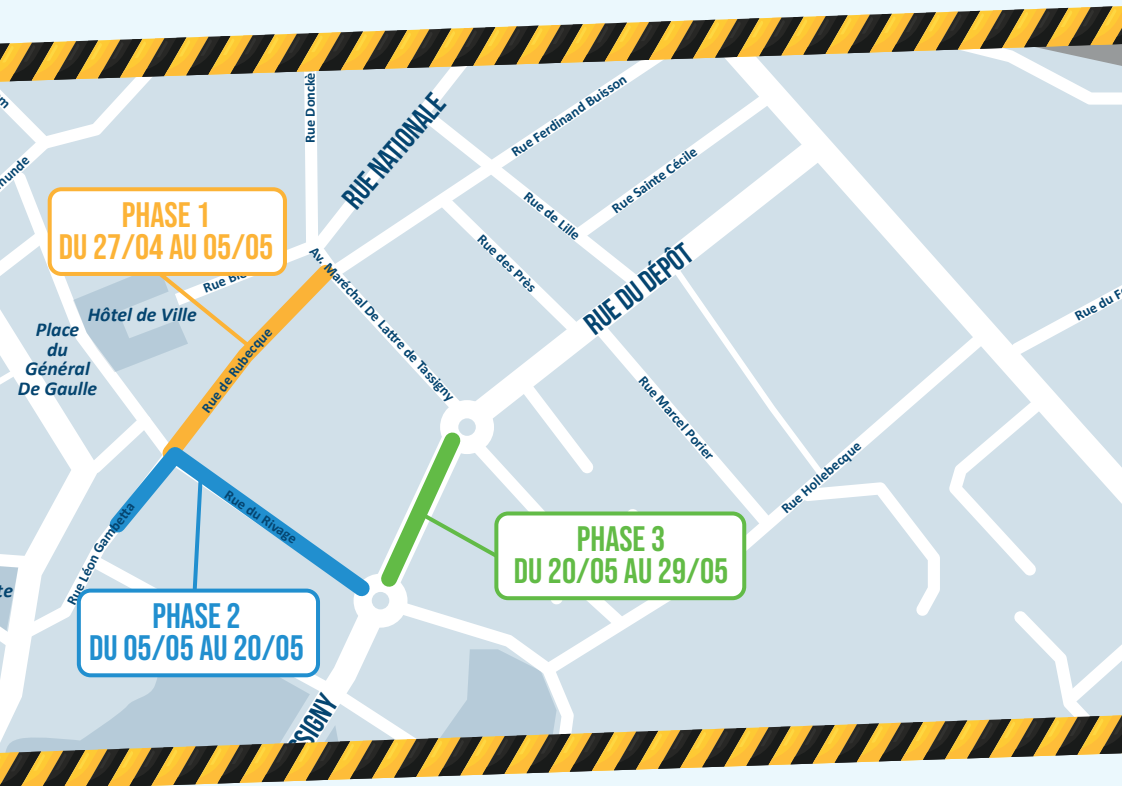 Rue Doncke
RUE NATIONALE
Rue Ferdinand Buisson
Rue Sainte Cécile
Rue de Lille
Rue des Près
PHASE 1
DU 27/04 AU 05/05
Rue
Av. Maréchal De Lattre de Tassigny
RUE DU DÉPÔT
Hôtel de Ville
Place
du
Général
De Gaulle
Rue de Rubecque
Rue du
Rue Marcel Porier
Rue Hollebecque
Rue du Rivage
Rue Léon Gambetta
PHASE 3
DU 20/05 AU 29/05
PHASE 2
DU 05/05 AU 20/05
SIGNY